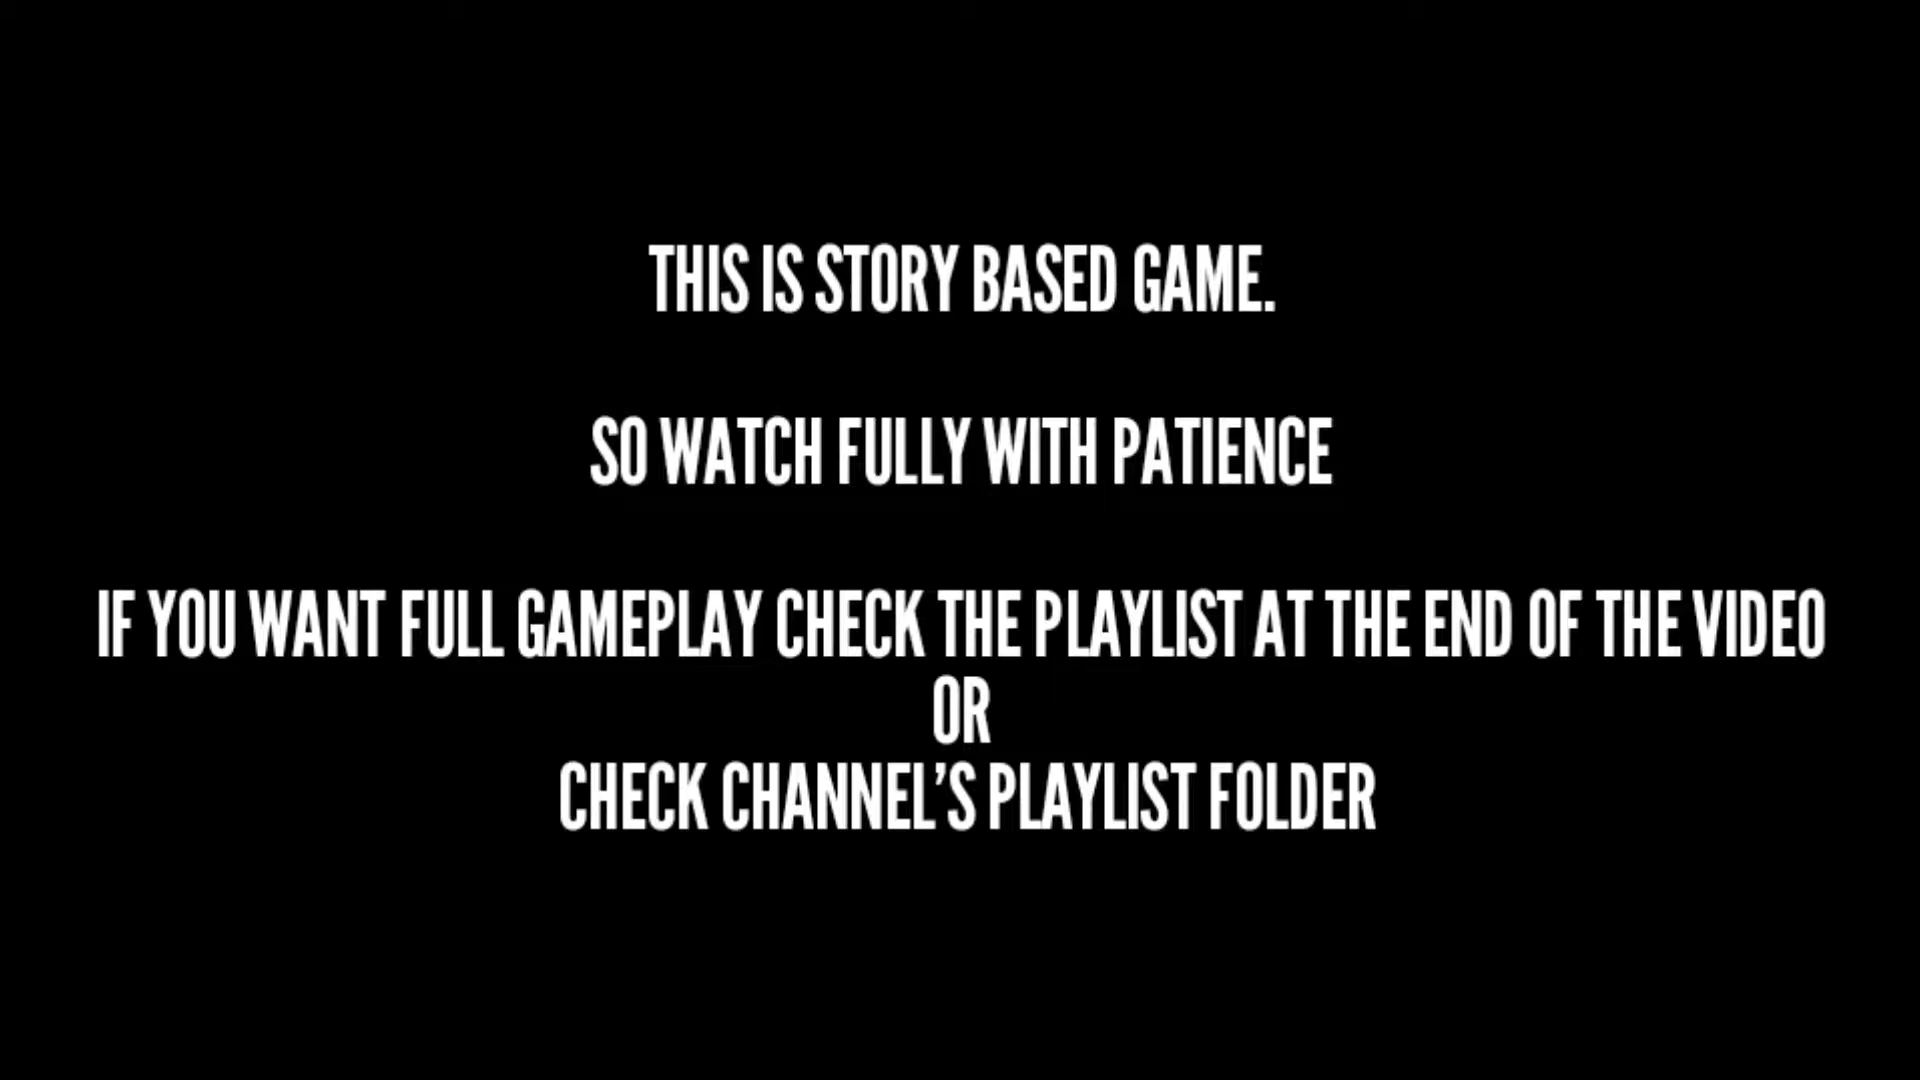 THIS IS STORY BASED GAME.
SO WATCH FULLY WITH PATIENCE
IF YOU WANT FULL GAMEPLAY CHECK THE PLAYLIST AT THE END OF THE VIDEO
OR
CHECK CHANNEL'S PLAYLIST FOLDER